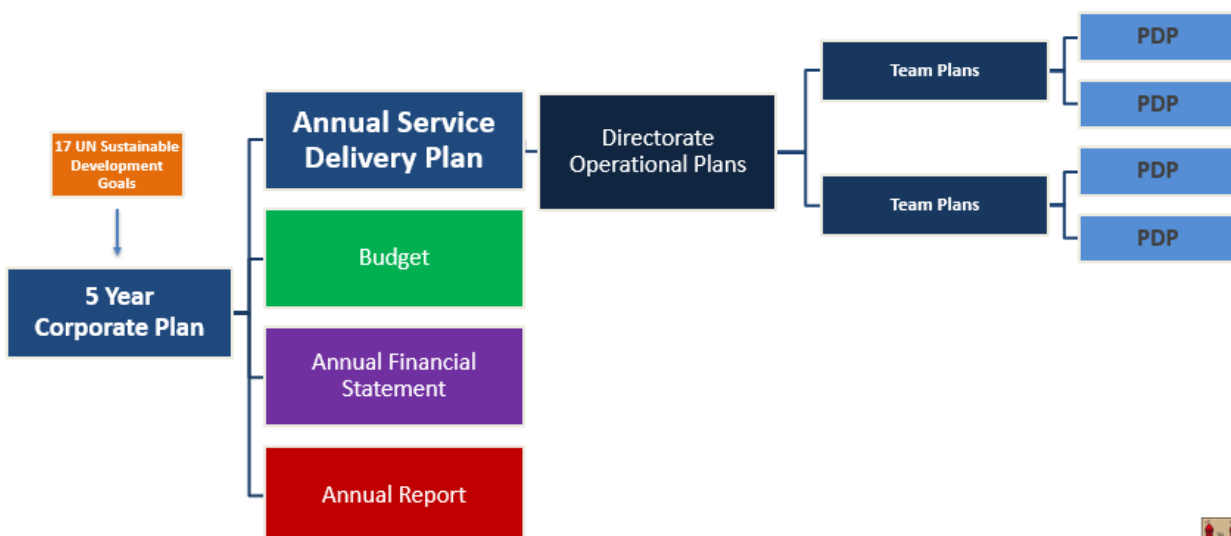 17 UN Sustainable
Development
Goals
5 Year
Corporate Plan
Annual Service
Delivery Plan
Budget
Annual Financial
Statement
Annual Report
Directorate
Operational Plans
Team Plans
Team Plans
PDP
PDP
PDP
PDP